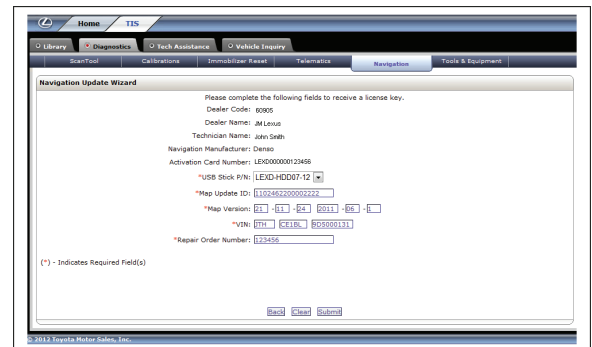 Home TIS
Library Diagnostics Tech Assistance Vehicle Inquiry
ScanTool Calibrations Immobilizer Reset Telematics Navigation Tools & Equipment
Navigation Update Wizard
Please complete the following fields to receive a license key.
Dealer Code: 60905
Dealer Name: JM Lexus
Technician Name: John Smith
Navigation Manufacturer: Denso
Activation Card Number: LEXD000000123456
*USB Stick P/N: LEXD-HDD07-12
*Map Update ID: 1102462200002222
*Map Version: 21 - 11 - 24 2011 - 06 - 1
*VIN: JTH CE1BL 9D5000131
*Repair Order Number: 123456
(*) - Indicates Required Field(s)
Back Clear Submit
© 2012 Toyota Motor Sales, Inc.